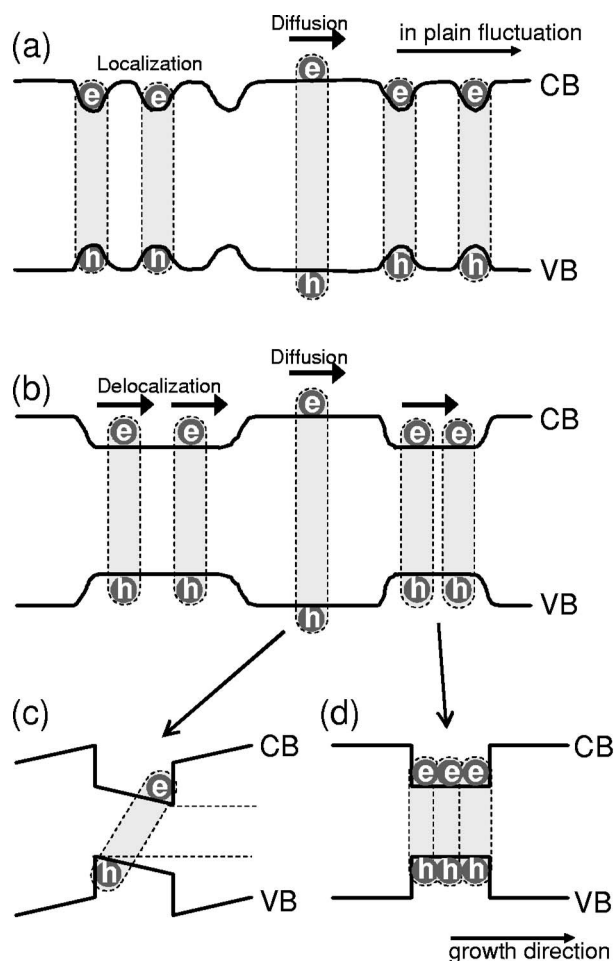 (a)
Diffusion
in plain fluctuation
Localization
e e e e e CB
h h h h h VB
(b)
Diffusion
Delocalization
e e e e e CB
h h h h h VB
(c) (d)
CB CB
e e e e
h h h h
VB VB
growth direction